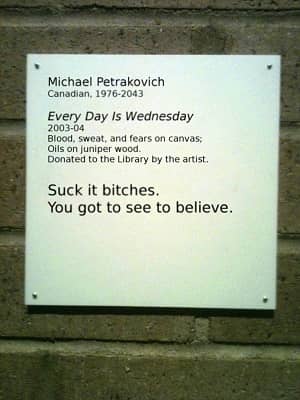 Michael Petrakovich
Canadian, 1976-2043
Every Day Is Wednesday
2003-04
Blood, sweat, and fears on canvas;
Oils on juniper wood.
Donated to the Library by the artist.
Suck it bitches.
You got to see to believe.